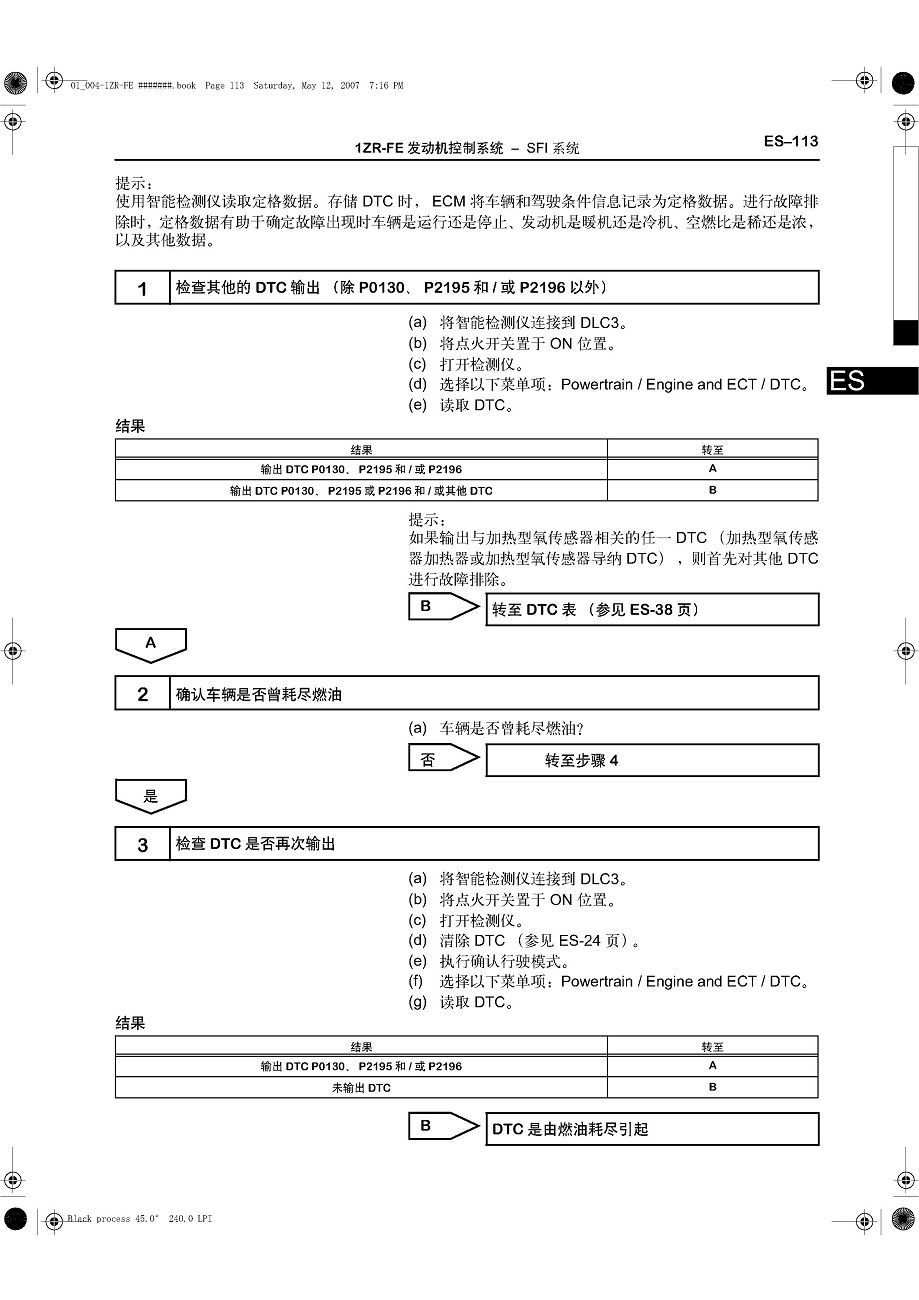 01_004-1ZR-FE #######.book Page 113 Saturday, May 12, 2007 7:16 PM
1ZR-FE 发动机控制系统 – SFI 系统
ES–113
提示：
使用智能检测仪读取定格数据。存储 DTC 时， ECM 将车辆和驾驶条件信息记录为定格数据。进行故障排
除时，定格数据有助于确定故障出现时车辆是运行还是停止、发动机是暖机还是冷机、空燃比是稀还是浓，
以及其他数据。
1 检查其他的 DTC 输出 （除 P0130、 P2195 和 / 或 P2196 以外）
(a) 将智能检测仪连接到 DLC3。
(b) 将点火开关置于 ON 位置。
(c) 打开检测仪。
(d) 选择以下菜单项：Powertrain / Engine and ECT / DTC。
ES
(e) 读取 DTC。
结果
结果 转至
输出 DTC P0130、 P2195 和 / 或 P2196 A
输出 DTC P0130、 P2195 或 P2196 和 / 或其他 DTC B
提示：
如果输出与加热型氧传感器相关的任一 DTC （加热型氧传感
器加热器或加热型氧传感器导纳 DTC） ，则首先对其他 DTC
进行故障排除。
B 转至 DTC 表 （参见 ES-38 页）
A
2 确认车辆是否曾耗尽燃油
(a) 车辆是否曾耗尽燃油？
否 转至步骤 4
是
3 检查 DTC 是否再次输出
(a) 将智能检测仪连接到 DLC3。
(b) 将点火开关置于 ON 位置。
(c) 打开检测仪。
(d) 清除 DTC （参见 ES-24 页）。
(e) 执行确认行驶模式。
(f) 选择以下菜单项：Powertrain / Engine and ECT / DTC。
(g) 读取 DTC。
结果
结果 转至
输出 DTC P0130、 P2195 和 / 或 P2196 A
未输出 DTC B
B DTC 是由燃油耗尽引起
Black process 45.0° 240.0 LPI